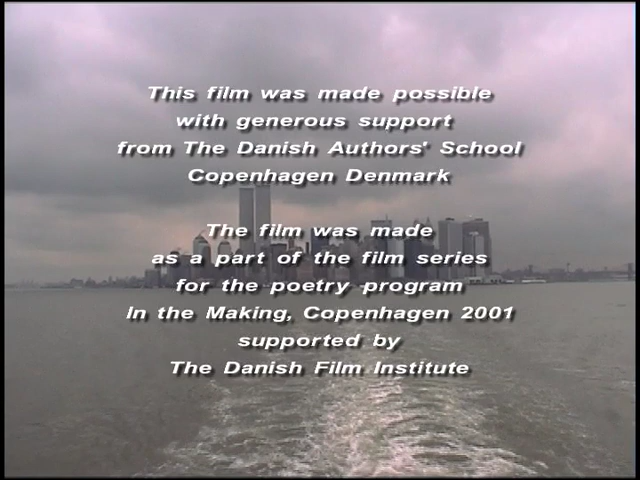 This film was made possible
with generous support
from The Danish Authors' School
Copenhagen Denmark
The film was made
as a part of the film series
for the poetry program
In the Making, Copenhagen 2001
supported by
The Danish Film Institute